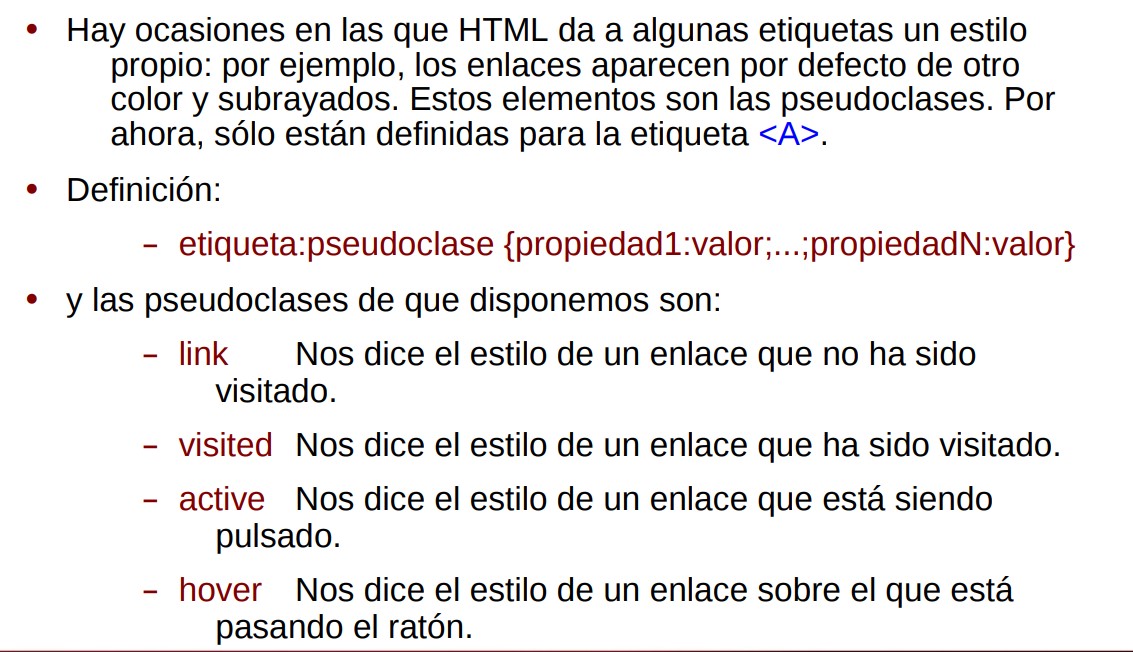 • Hay ocasiones en las que HTML da a algunas etiquetas un estilo
propio: por ejemplo, los enlaces aparecen por defecto de otro
color y subrayados. Estos elementos son las pseudoclases. Por
ahora, sólo están definidas para la etiqueta <A>.
• Definición:
– etiqueta:pseudoclase {propiedad1:valor;...;propiedadN:valor}
• y las pseudoclases de que disponemos son:
– link Nos dice el estilo de un enlace que no ha sido
visitado.
– visited Nos dice el estilo de un enlace que ha sido visitado.
– active Nos dice el estilo de un enlace que está siendo
pulsado.
– hover Nos dice el estilo de un enlace sobre el que está
pasando el ratón.